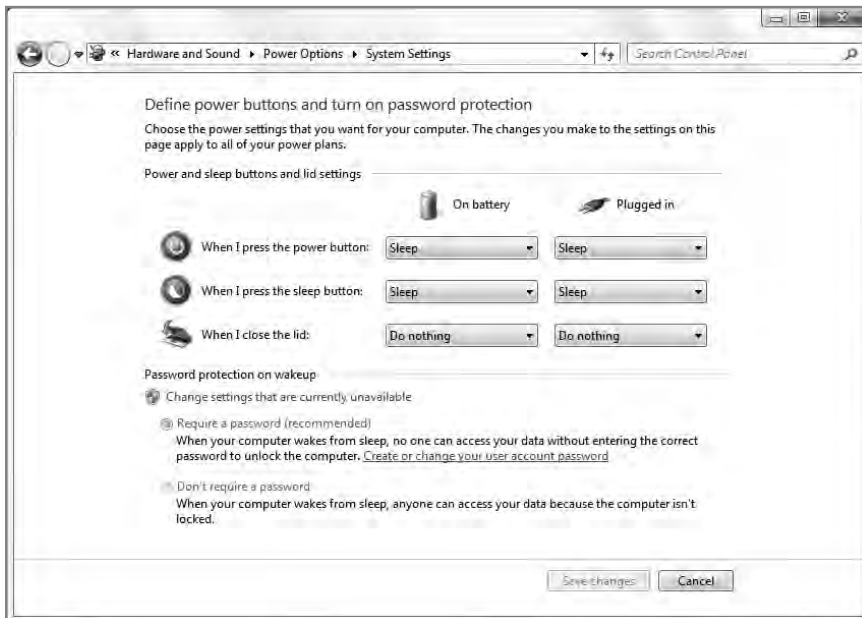 « Hardware and Sound ▸ Power Options ▸ System Settings
Search Control Panel
Define power buttons and turn on password protection
Choose the power settings that you want for your computer. The changes you make to the settings on this
page apply to all of your power plans.
Power and sleep buttons and lid settings
On battery Plugged in
When I press the power button: Sleep Sleep
When I press the sleep button: Sleep Sleep
When I close the lid: Do nothing Do nothing
Password protection on wakeup
Change settings that are currently unavailable
Require a password (recommended)
When your computer wakes from sleep, no one can access your data without entering the correct
password to unlock the computer. Create or change your user account password
Don't require a password
When your computer wakes from sleep, anyone can access your data because the computer isn't
locked.
Save changes Cancel